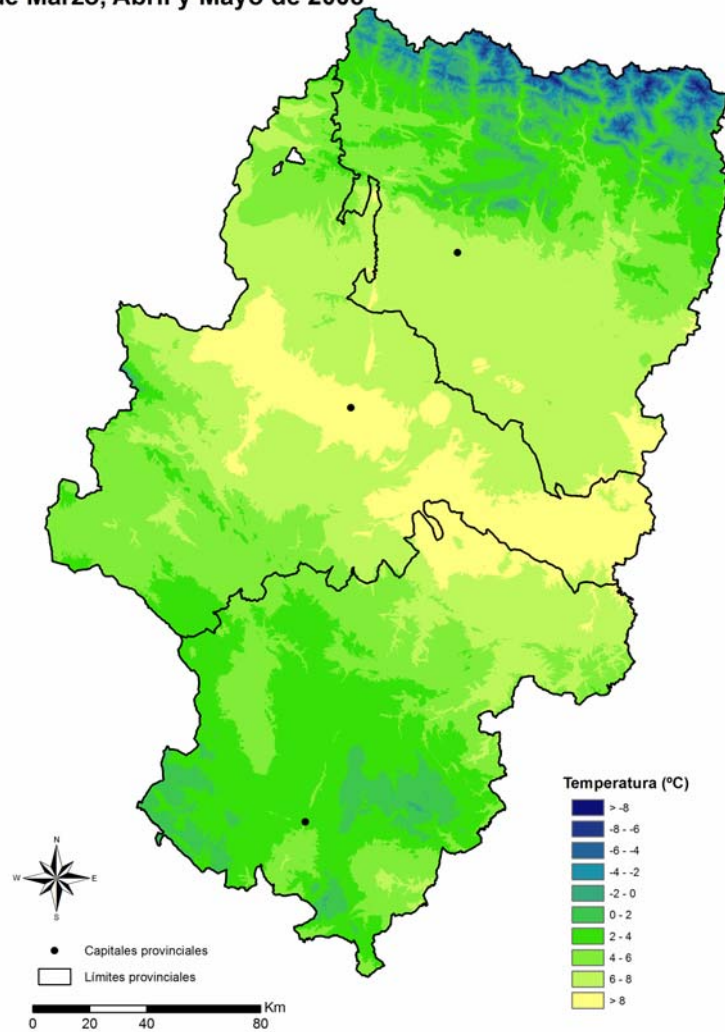 de Marzo, Abril y Mayo de 2008
Temperatura (ºC)
> -8
-8 - -6
-6 - -4
-4 - -2
-2 - 0
0 - 2
2 - 4
4 - 6
6 - 8
> 8
N
W
E
S
Capitales provinciales
Límites provinciales
Km
0 20 40 80